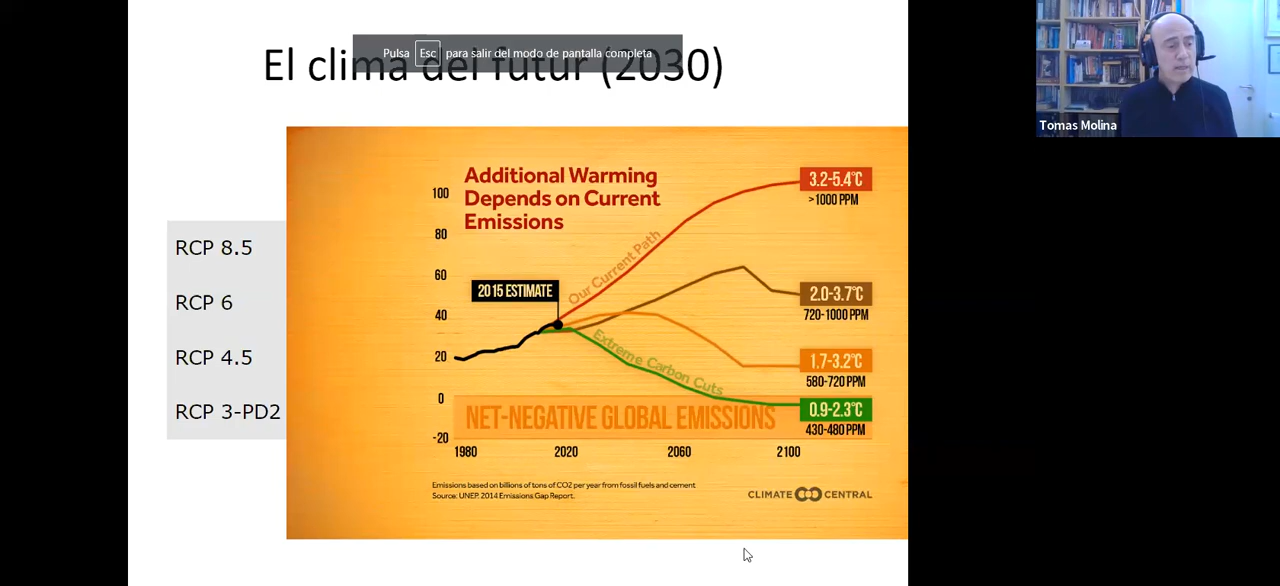 El clima del futur (2030)
Pulsa Esc para salir del modo de pantalla completa
Tomas Molina
RCP 8.5
RCP 6
RCP 4.5
RCP 3-PD2
Additional Warming
Depends on Current
Emissions
100
80
60
40
20
0
-20
2015 ESTIMATE
Our Current Path
Extreme Carbon Cuts
3.2-5.4°C
>1000 PPM
2.0-3.7°C
720-1000 PPM
1.7-3.2°C
580-720 PPM
0.9-2.3°C
430-480 PPM
NET-NEGATIVE GLOBAL EMISSIONS
1980 2020 2060 2100
Emissions based on billions of tons of CO2 per year from fossil fuels and cement
Source: UNEP. 2014 Emissions Gap Report.
CLIMATE CENTRAL